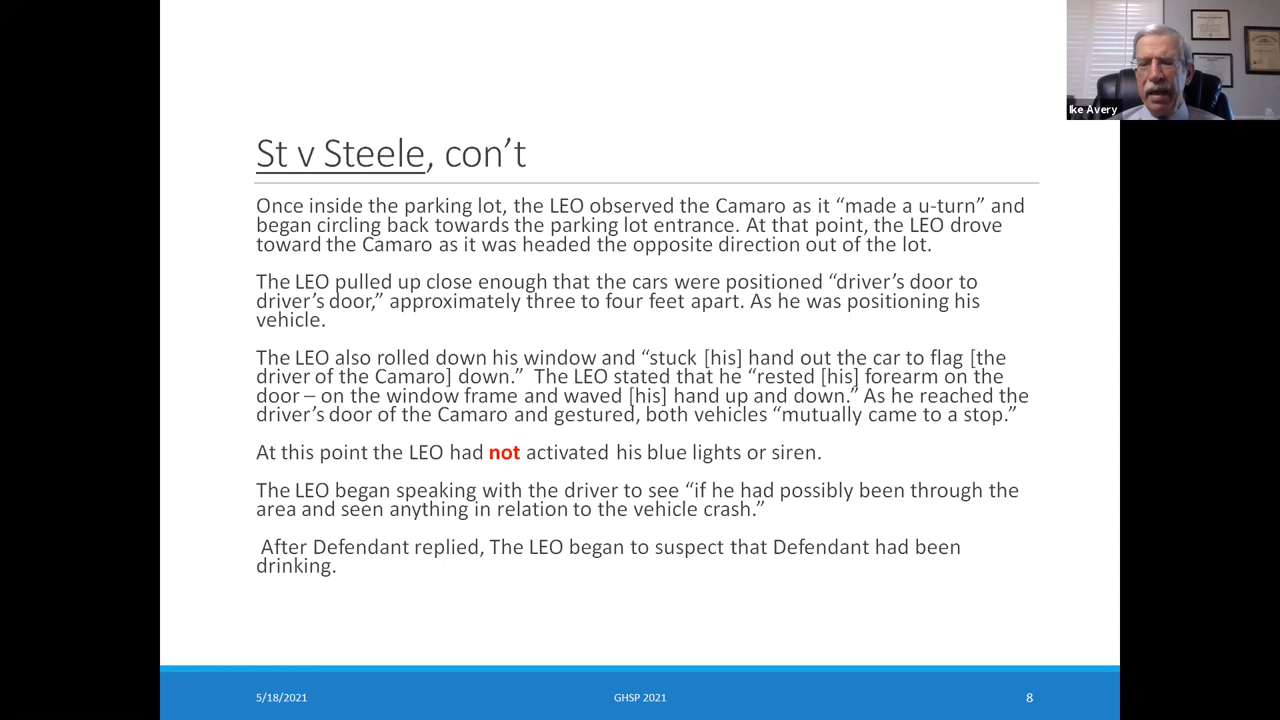 Ike Avery
St v Steele, con't
Once inside the parking lot, the LEO observed the Camaro as it “made a u-turn” and
began circling back towards the parking lot entrance. At that point, the LEO drove
toward the Camaro as it was headed the opposite direction out of the lot.
The LEO pulled up close enough that the cars were positioned “driver’s door to
driver’s door,” approximately three to four feet apart. As he was positioning his
vehicle.
The LEO also rolled down his window and “stuck [his] hand out the car to flag [the
driver of the Camaro] down.”  The LEO stated that he “rested [his] forearm on the
door – on the window frame and waved [his] hand up and down.” As he reached the
driver’s door of the Camaro and gestured, both vehicles “mutually came to a stop.”
At this point the LEO had not activated his blue lights or siren.
The LEO began speaking with the driver to see “if he had possibly been through the
area and seen anything in relation to the vehicle crash.”
After Defendant replied, The LEO began to suspect that Defendant had been
drinking.
5/18/2021
GHSP 2021
8